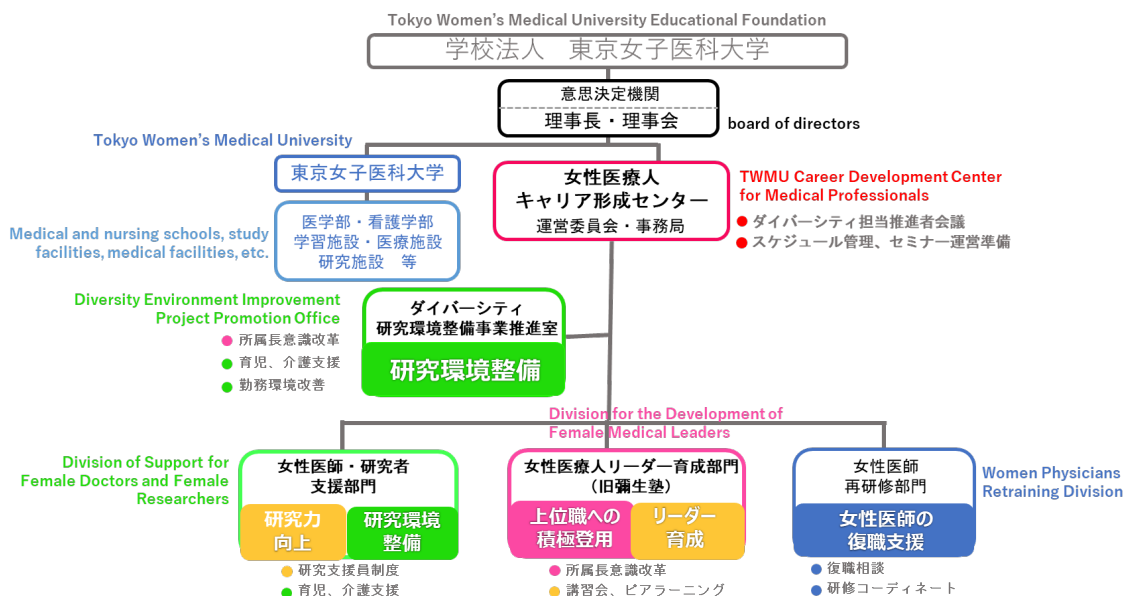 Tokyo Women's Medical University Educational Foundation
学校法人　東京女子医科大学
意思決定機関
理事長・理事会
board of directors
Tokyo Women's Medical University
東京女子医科大学
Medical and nursing schools, study
facilities, medical facilities, etc.
医学部・看護学部
学習施設・医療施設
研究施設　等
女性医療人
キャリア形成センター
運営委員会・事務局
TWMU Career Development Center
for Medical Professionals
ダイバーシティ担当推進者会議
スケジュール管理、セミナー運営準備
Diversity Environment Improvement
Project Promotion Office
所属長意識改革
育児、介護支援
勤務環境改善
ダイバーシティ
研究環境整備事業推進室
研究環境整備
Division of Support for
Female Doctors and Female
Researchers
女性医師・研究者
支援部門
研究力
向上
研究環境
整備
研究支援員制度
育児、介護支援
Division for the Development of
Female Medical Leaders
女性医療人リーダー育成部門
（旧彌生塾）
上位職への
積極登用
リーダー
育成
所属長意識改革
講習会、ピアラーニング
女性医師
再研修部門
女性医師の
復職支援
Women Physicians
Retraining Division
復職相談
研修コーディネート